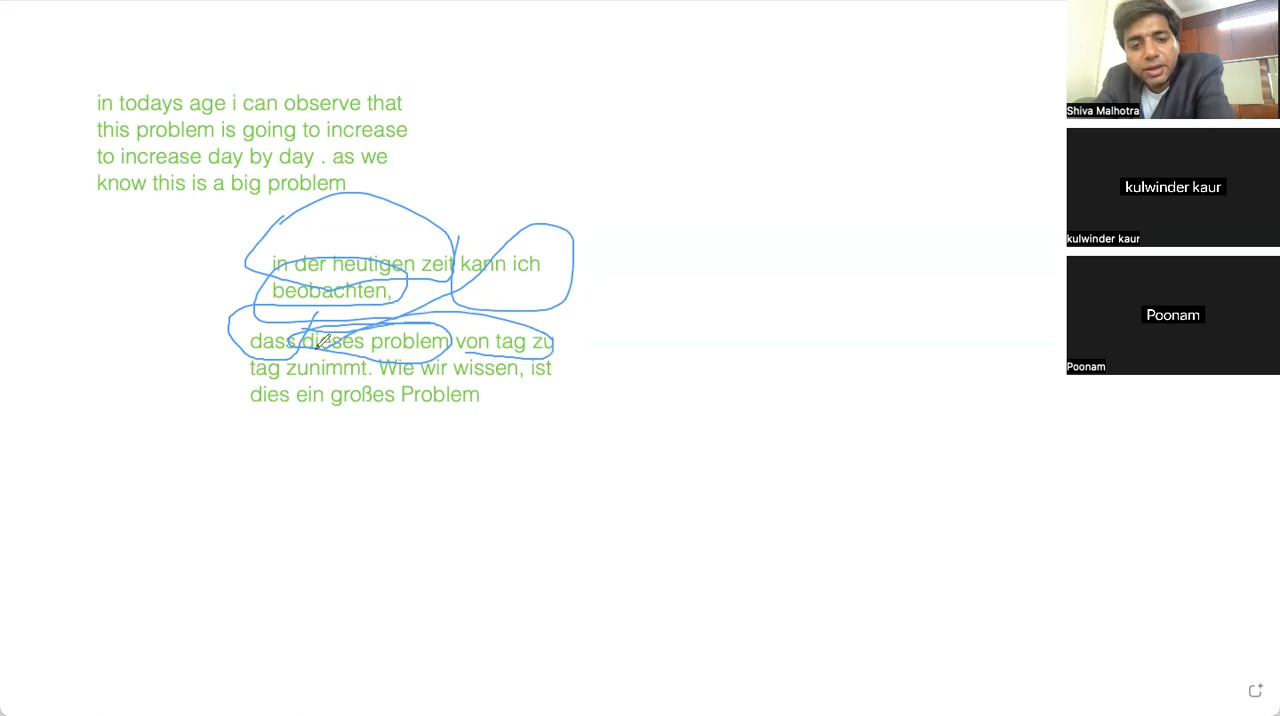 in todays age i can observe that
this problem is going to increase
to increase day by day . as we
know this is a big problem
in der heutigen zeit kann ich
beobachten,
dass dieses problem von tag zu
tag zunimmt. Wie wir wissen, ist
dies ein großes Problem
Shiva Malhotra
kulwinder kaur
kulwinder kaur
Poonam
Poonam